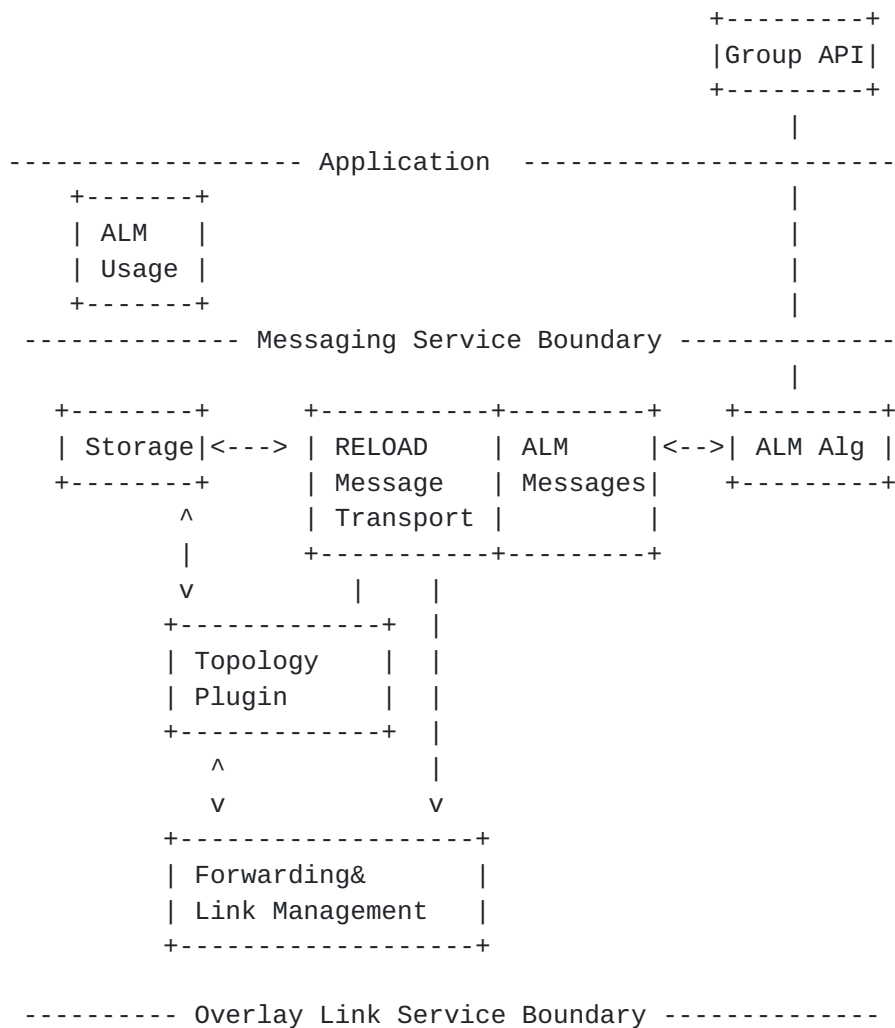 Group API
Application
ALM
Usage
Messaging Service Boundary
Storage RELOAD ALM ALM Alg
Message Messages
Transport
Topology
Plugin
Forwarding&
Link Management
Overlay Link Service Boundary